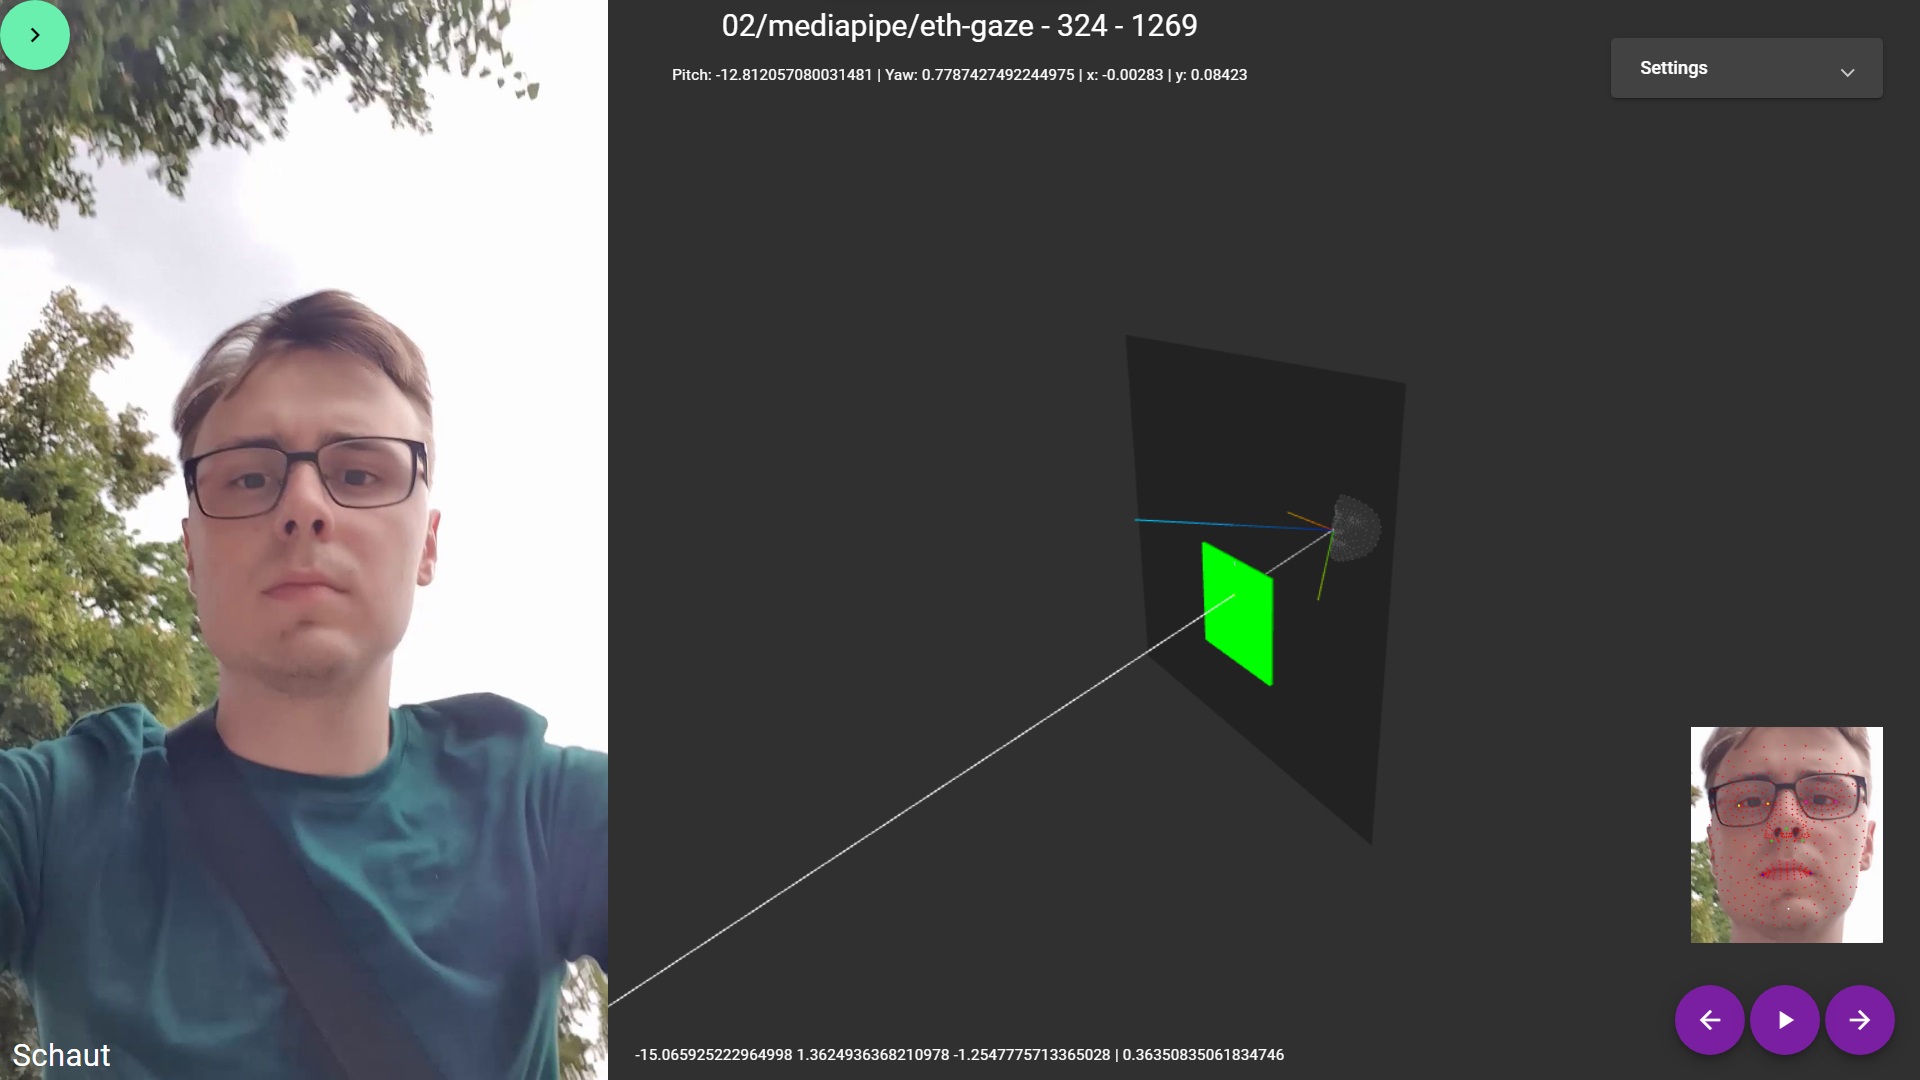 02/mediapipe/eth-gaze - 324 - 1269
Pitch: -12.812057080031481 | Yaw: 0.7787427492244975 | x: -0.00283 | y: 0.08423
Settings
Schaut
-15.065925222964998 1.3624936368210978 -1.2547775713365028 | 0.36350835061834746